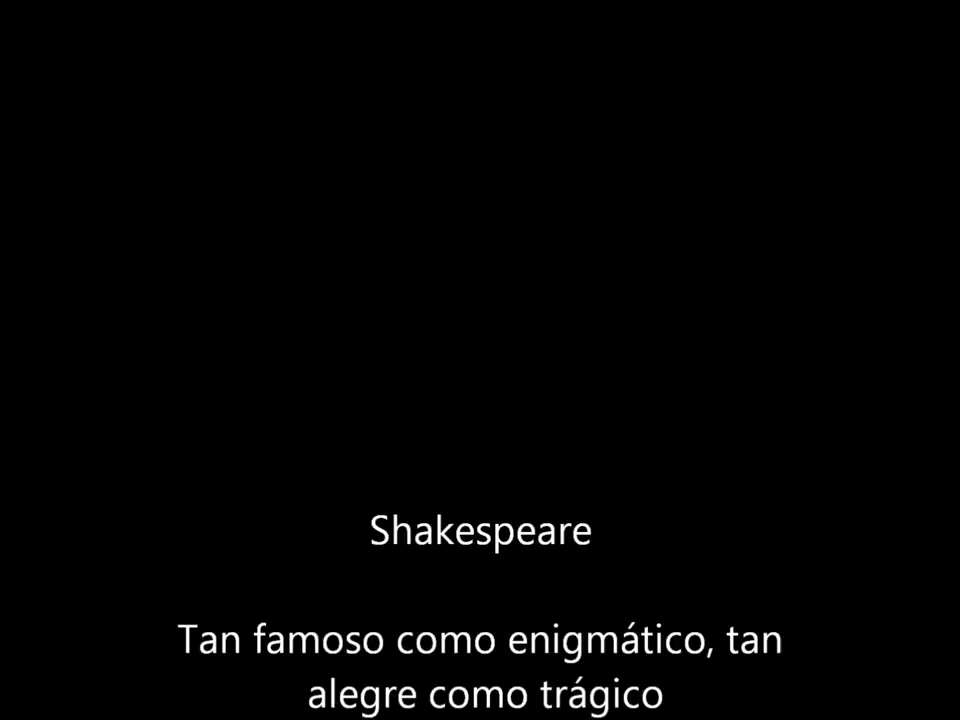 Shakespeare
Tan famoso como enigmático, tan
alegre como trágico